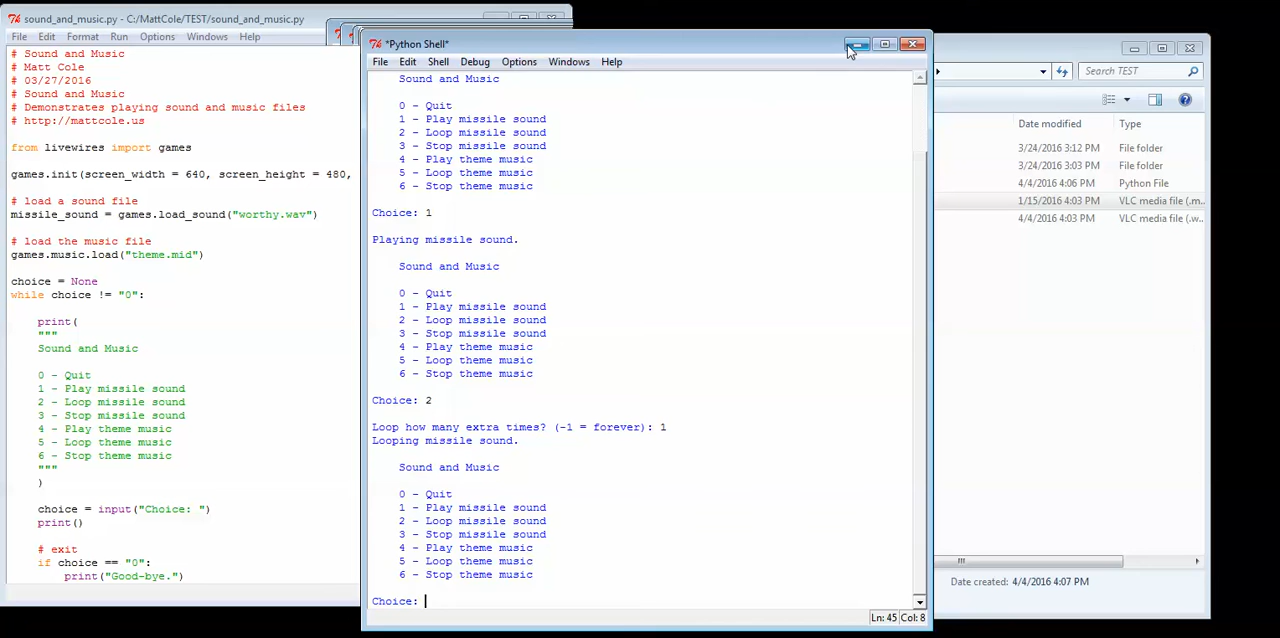 sound_and_music.py - C:/MattCole/TEST/sound_and_music.py
File Edit Format Run Options Windows Help
# Sound and Music
# Matt Cole
# 03/27/2016
# Sound and Music
# Demonstrates playing sound and music files
# http://mattcole.us
from livewires import games
games.init(screen_width = 640, screen_height = 480,
# load a sound file
missile_sound = games.load_sound("worthy.wav")
# load the music file
games.music.load("theme.mid")
choice = None
while choice != "0":
print(
"""
Sound and Music
0 - Quit
1 - Play missile sound
2 - Loop missile sound
3 - Stop missile sound
4 - Play theme music
5 - Loop theme music
6 - Stop theme music
"""
)
choice = input("Choice: ")
print()
# exit
if choice == "0":
print("Good-bye.")
*Python Shell*
File Edit Shell Debug Options Windows Help
Sound and Music
0 - Quit
1 - Play missile sound
2 - Loop missile sound
3 - Stop missile sound
4 - Play theme music
5 - Loop theme music
6 - Stop theme music
Choice: 1
Playing missile sound.
Sound and Music
0 - Quit
1 - Play missile sound
2 - Loop missile sound
3 - Stop missile sound
4 - Play theme music
5 - Loop theme music
6 - Stop theme music
Choice: 2
Loop how many extra times? (-1 = forever): 1
Looping missile sound.
Sound and Music
0 - Quit
1 - Play missile sound
2 - Loop missile sound
3 - Stop missile sound
4 - Play theme music
5 - Loop theme music
6 - Stop theme music
Choice:
Ln: 45 Col: 8
Search TEST
Date modified Type
3/24/2016 3:12 PM File folder
3/24/2016 3:03 PM File folder
4/4/2016 4:06 PM Python File
1/15/2016 4:03 PM VLC media file (.m...
4/4/2016 4:03 PM VLC media file (.w...
Date created: 4/4/2016 4:07 PM